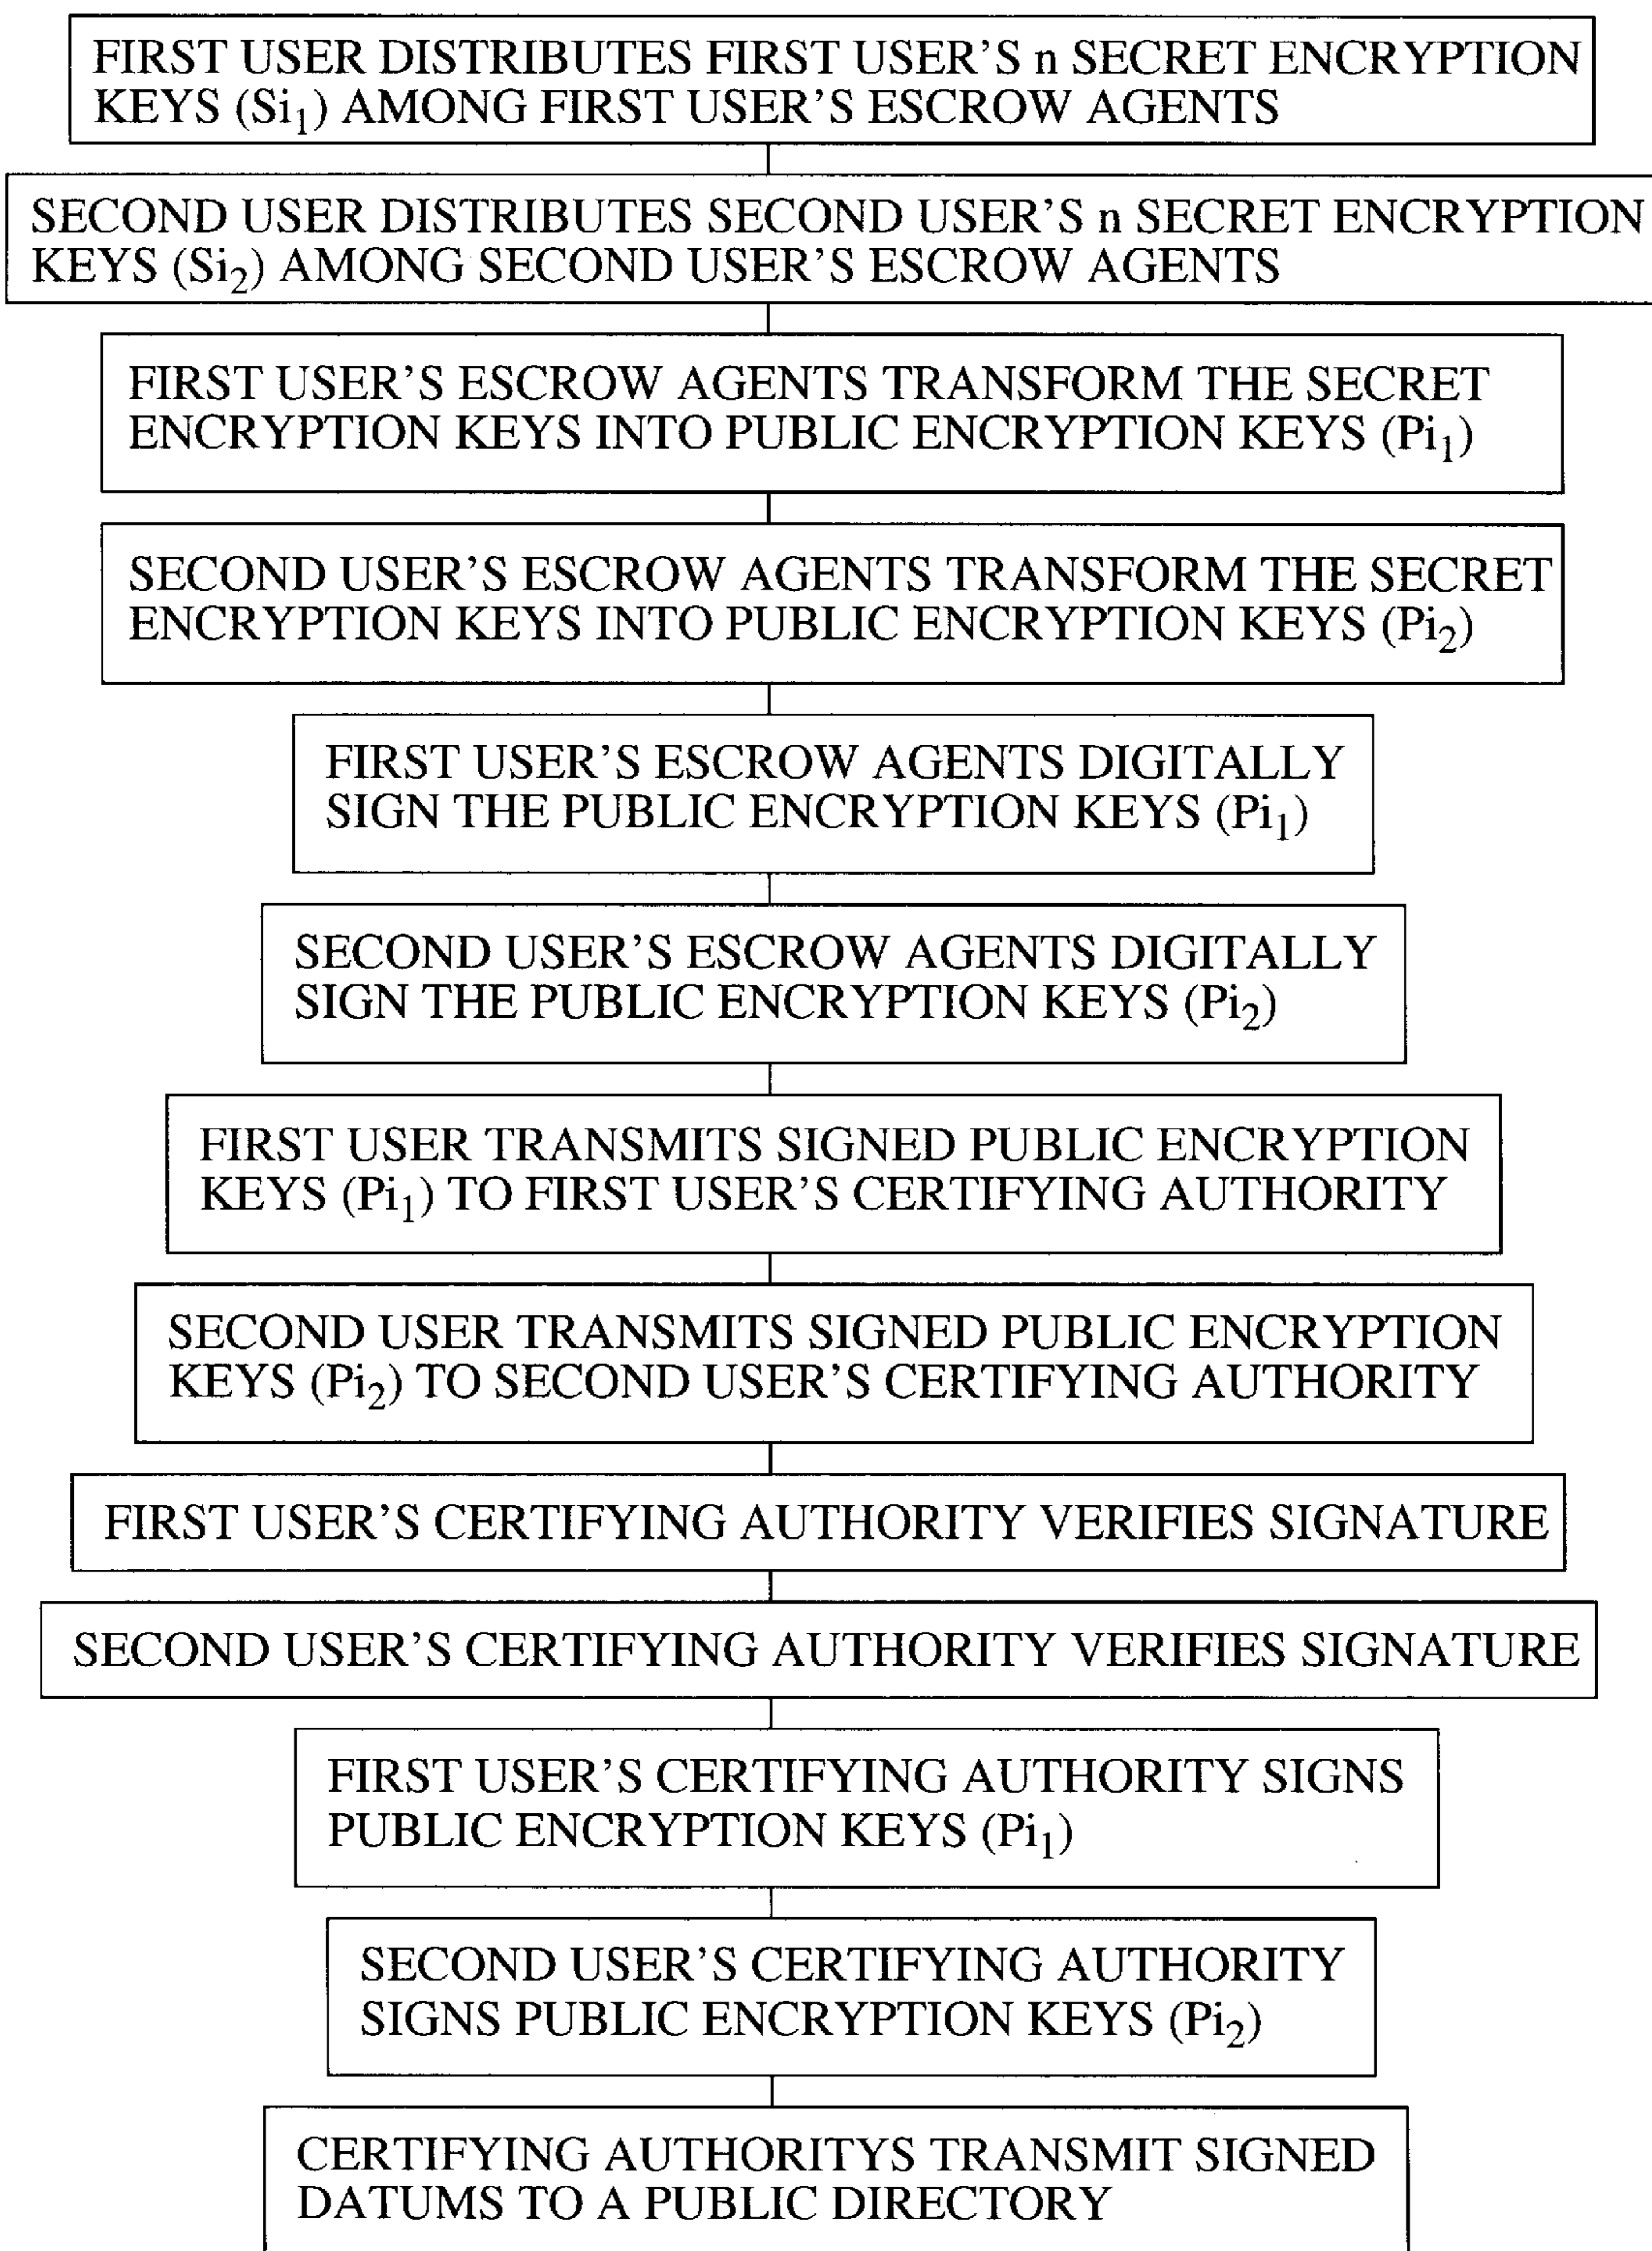 FIRST USER DISTRIBUTES FIRST USER'S n SECRET ENCRYPTION
KEYS (Si₁) AMONG FIRST USER'S ESCROW AGENTS
SECOND USER DISTRIBUTES SECOND USER'S n SECRET ENCRYPTION
KEYS (Si₂) AMONG SECOND USER'S ESCROW AGENTS
FIRST USER'S ESCROW AGENTS TRANSFORM THE SECRET
ENCRYPTION KEYS INTO PUBLIC ENCRYPTION KEYS (Pi₁)
SECOND USER'S ESCROW AGENTS TRANSFORM THE SECRET
ENCRYPTION KEYS INTO PUBLIC ENCRYPTION KEYS (Pi₂)
FIRST USER'S ESCROW AGENTS DIGITALLY
SIGN THE PUBLIC ENCRYPTION KEYS (Pi₁)
SECOND USER'S ESCROW AGENTS DIGITALLY
SIGN THE PUBLIC ENCRYPTION KEYS (Pi₂)
FIRST USER TRANSMITS SIGNED PUBLIC ENCRYPTION
KEYS (Pi₁) TO FIRST USER'S CERTIFYING AUTHORITY
SECOND USER TRANSMITS SIGNED PUBLIC ENCRYPTION
KEYS (Pi₂) TO SECOND USER'S CERTIFYING AUTHORITY
FIRST USER'S CERTIFYING AUTHORITY VERIFIES SIGNATURE
SECOND USER'S CERTIFYING AUTHORITY VERIFIES SIGNATURE
FIRST USER'S CERTIFYING AUTHORITY SIGNS
PUBLIC ENCRYPTION KEYS (Pi₁)
SECOND USER'S CERTIFYING AUTHORITY
SIGNS PUBLIC ENCRYPTION KEYS (Pi₂)
CERTIFYING AUTHORITYS TRANSMIT SIGNED
DATUMS TO A PUBLIC DIRECTORY